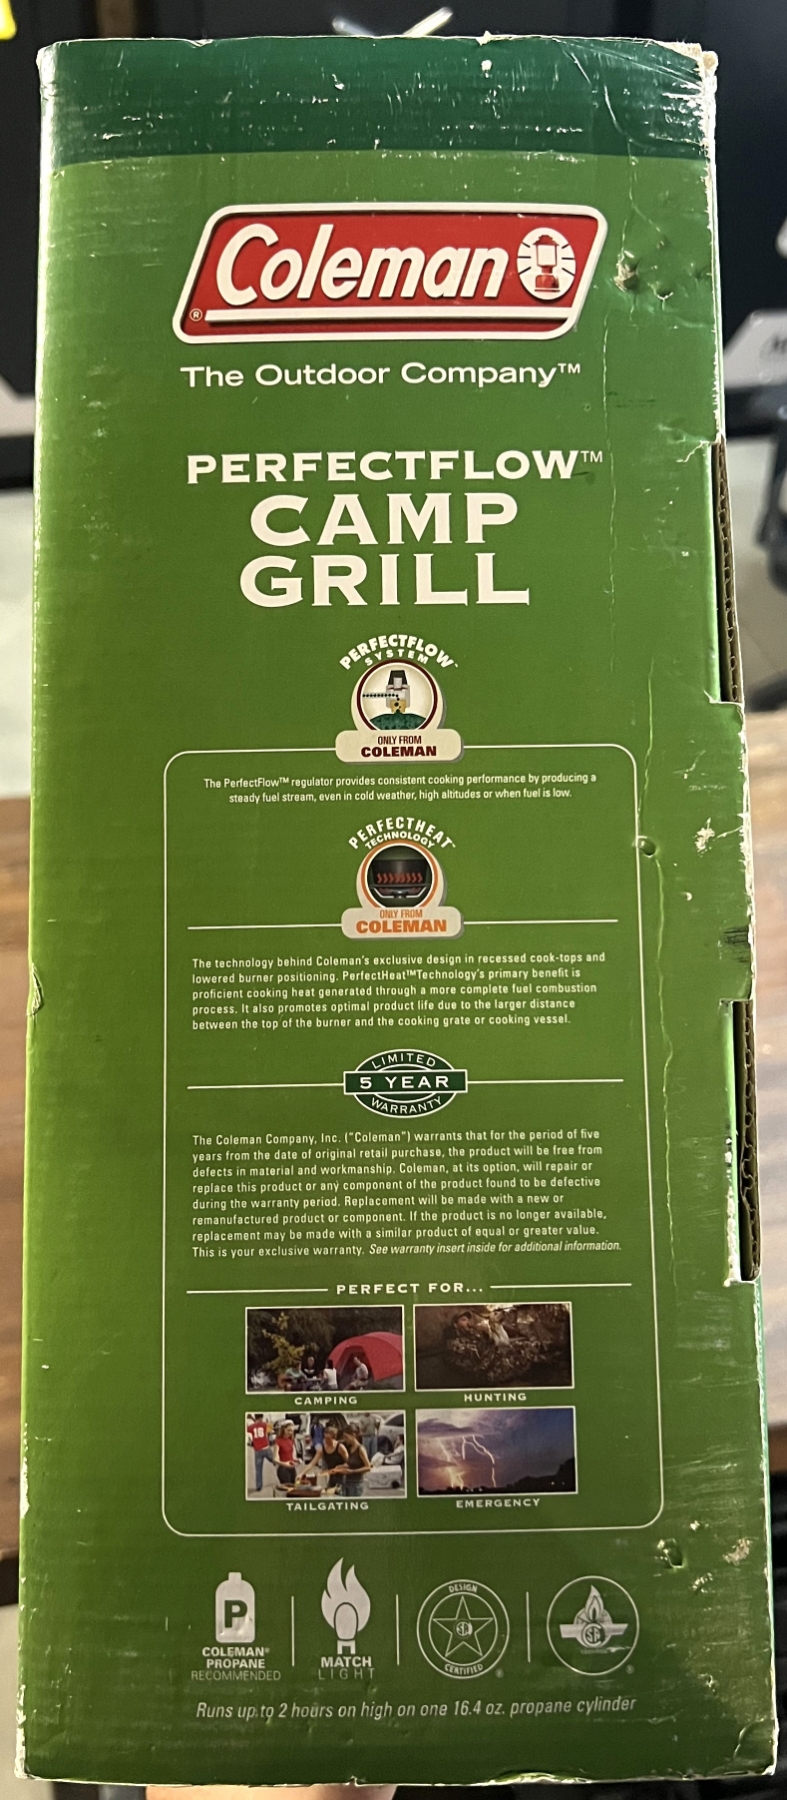 Coleman
®
The Outdoor Company™
PERFECTFLOW™
CAMP
GRILL
PERFECTFLOW™
SYSTEM
ONLY FROM
COLEMAN
The PerfectFlow™ regulator provides consistent cooking performance by producing a
steady fuel stream, even in cold weather, high altitudes or when fuel is low.
PERFECTHEAT™
TECHNOLOGY
ONLY FROM
COLEMAN
The technology behind Coleman's exclusive design in recessed cook-tops and
lowered burner positioning. PerfectHeat™Technology's primary benefit is
proficient cooking heat generated through a more complete fuel combustion
process. It also promotes optimal product life due to the larger distance
between the top of the burner and the cooking grate or cooking vessel.
LIMITED
5 YEAR
WARRANTY
The Coleman Company, Inc. ("Coleman") warrants that for the period of five
years from the date of original retail purchase, the product will be free from
defects in material and workmanship. Coleman, at its option, will repair or
replace this product or any component of the product found to be defective
during the warranty period. Replacement will be made with a new or
remanufactured product or component. If the product is no longer available,
replacement may be made with a similar product of equal or greater value.
This is your exclusive warranty. See warranty insert inside for additional information.
PERFECT FOR...
CAMPING
HUNTING
16
TAILGATING
EMERGENCY
P
COLEMAN®
PROPANE
RECOMMENDED
MATCH
LIGHT
DESIGN
CERTIFIED
®
®
Runs up to 2 hours on high on one 16.4 oz. propane cylinder